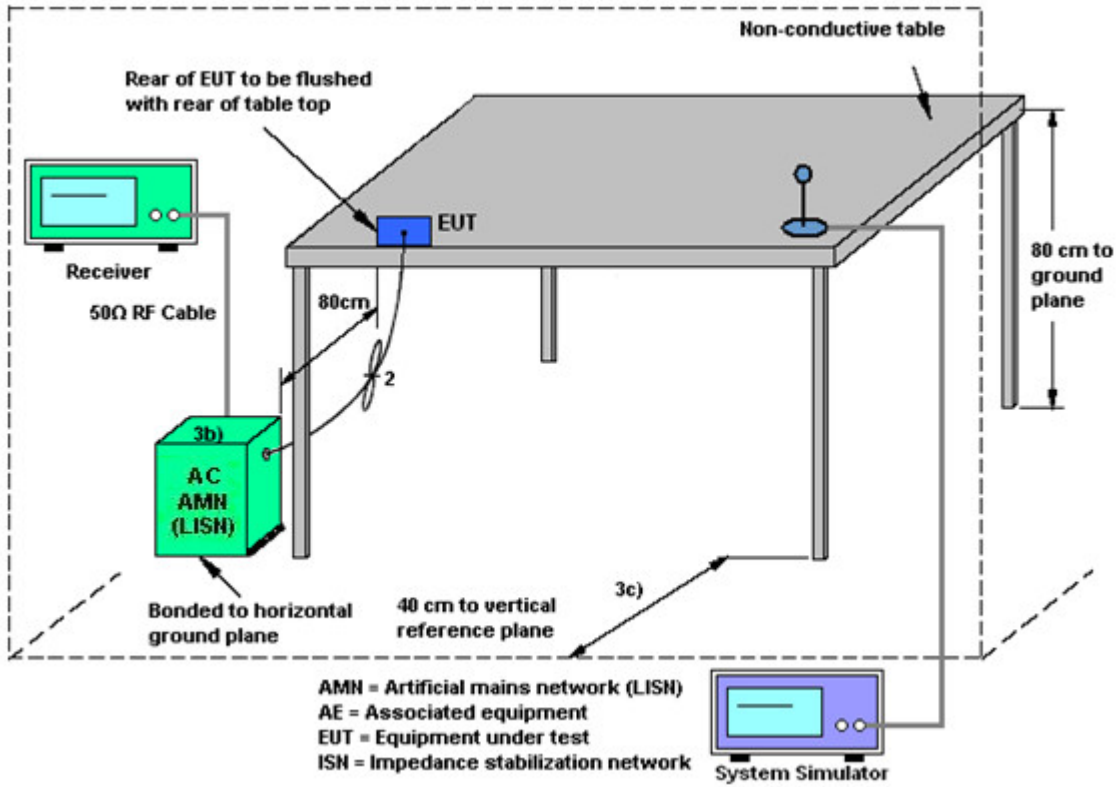 Non-conductive table
Rear of EUT to be flushed
with rear of table top
EUT
Receiver
80cm
80 cm to
ground
plane
50Ω RF Cable
2
3b)
AC
AMN
(LISN)
3c)
Bonded to horizontal
ground plane
40 cm to vertical
reference plane
AMN = Artificial mains network (LISN)
AE = Associated equipment
EUT = Equipment under test
ISN = Impedance stabilization network
System Simulator